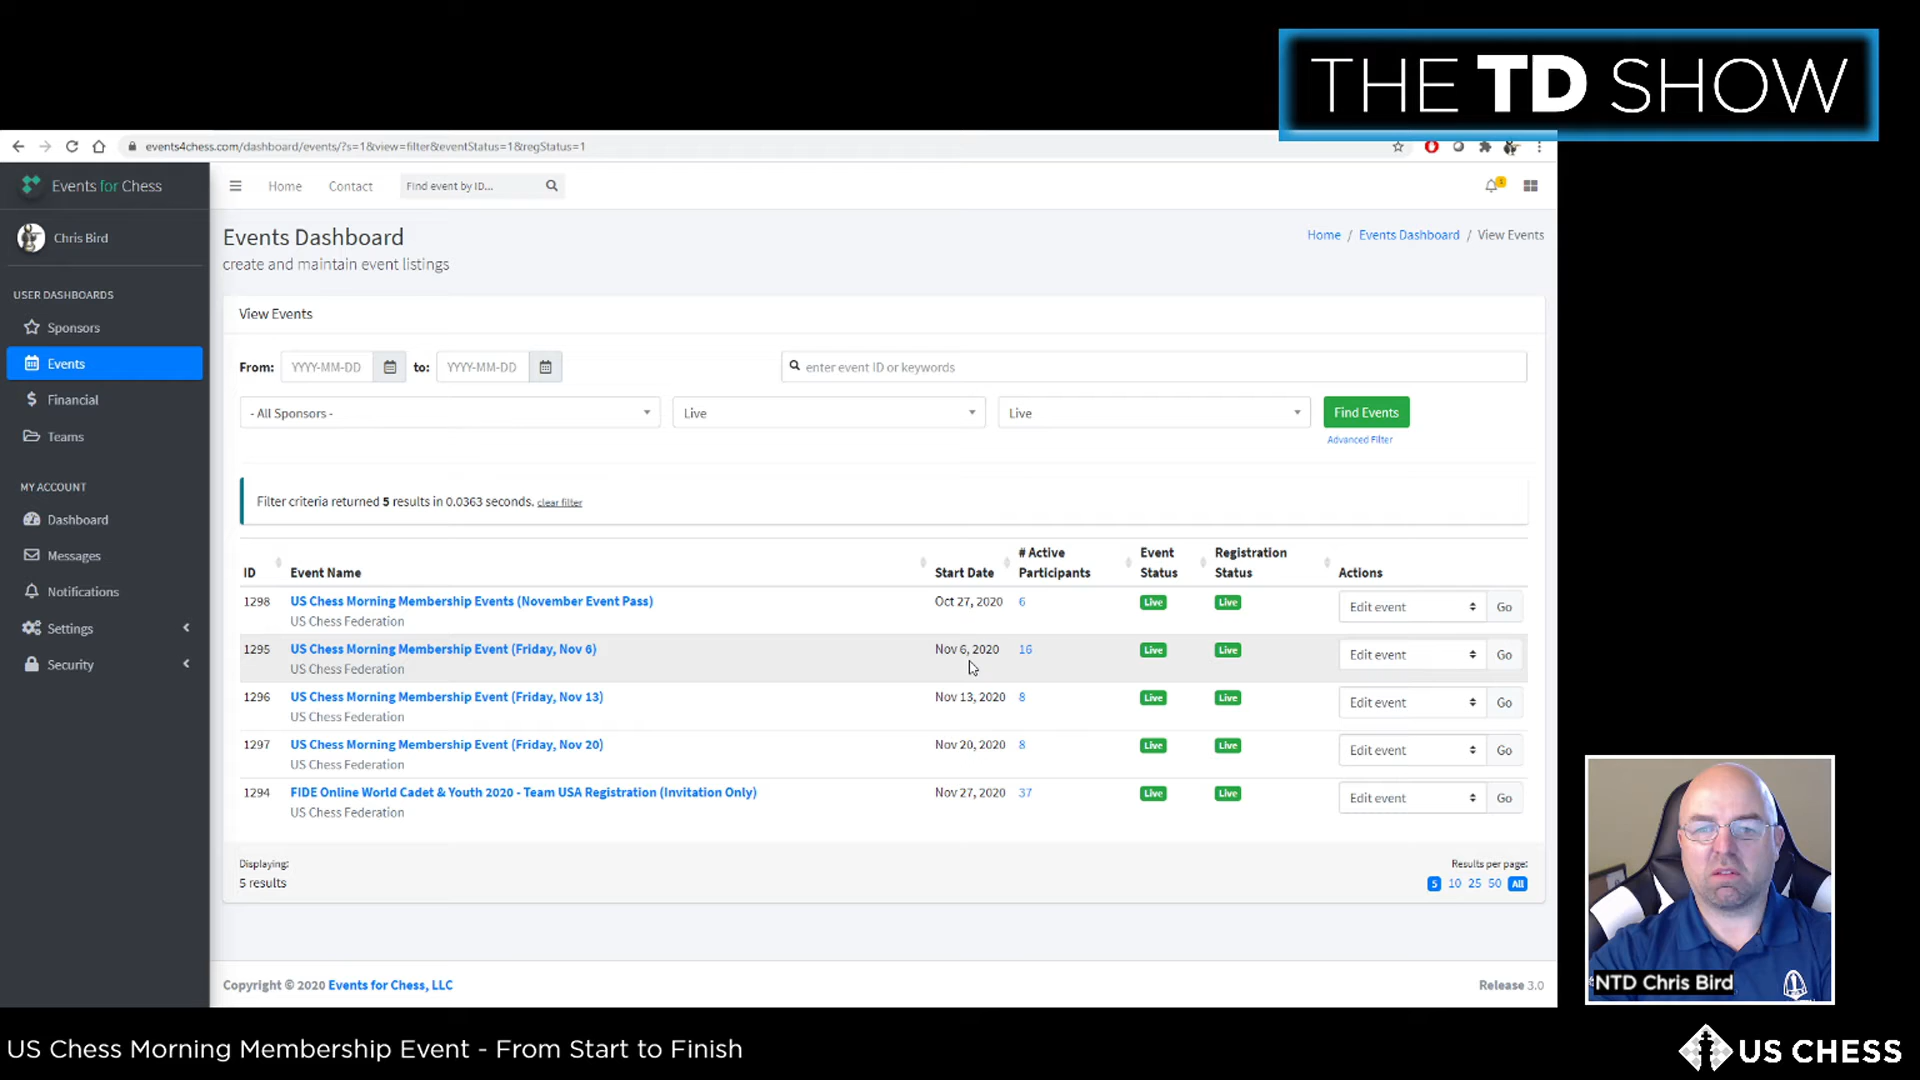 THE TD SHOW
events4chess.com/dashboard/events/?s=1&view=filter&eventStatus=1&regStatus=1
Events for Chess
Home Contact Find event by ID... 1
Chris Bird
Events Dashboard
create and maintain event listings
Home / Events Dashboard / View Events
USER DASHBOARDS
Sponsors
Events
Financial
Teams
MY ACCOUNT
Dashboard
Messages
Notifications
Settings
Security
View Events
From: YYYY-MM-DD to: YYYY-MM-DD enter event ID or keywords
- All Sponsors - Live Live Find Events
Advanced Filter
Filter criteria returned 5 results in 0.0363 seconds. clear filter
ID Event Name Start Date # Active Participants Event Status Registration Status Actions
1298 US Chess Morning Membership Events (November Event Pass) Oct 27, 2020 6 Live Live Edit event Go
US Chess Federation
1295 US Chess Morning Membership Event (Friday, Nov 6) Nov 6, 2020 16 Live Live Edit event Go
US Chess Federation
1296 US Chess Morning Membership Event (Friday, Nov 13) Nov 13, 2020 8 Live Live Edit event Go
US Chess Federation
1297 US Chess Morning Membership Event (Friday, Nov 20) Nov 20, 2020 8 Live Live Edit event Go
US Chess Federation
1294 FIDE Online World Cadet & Youth 2020 - Team USA Registration (Invitation Only) Nov 27, 2020 37 Live Live Edit event Go
US Chess Federation
Displaying:
5 results
Results per page:
5 10 25 50 All
Copyright © 2020 Events for Chess, LLC
Release 3.0
NTD Chris Bird
US Chess Morning Membership Event - From Start to Finish
US CHESS